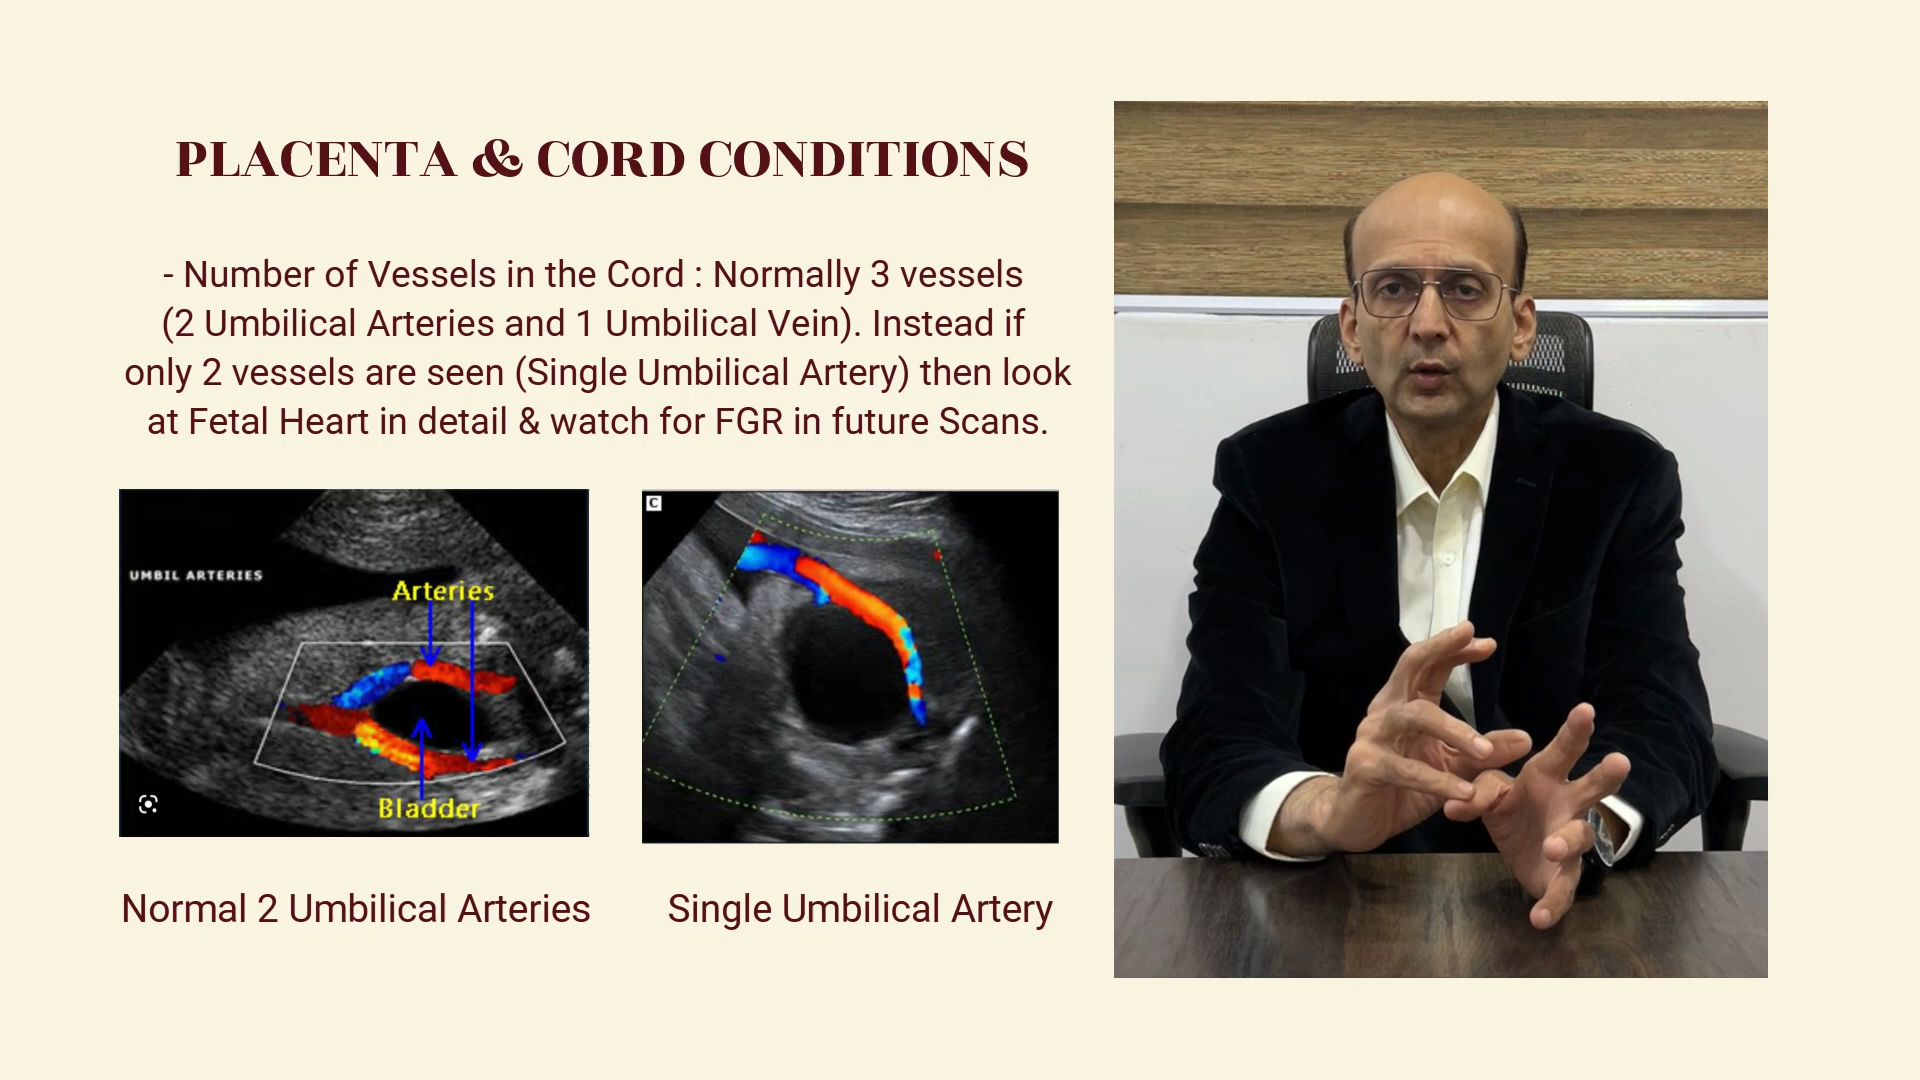 PLACENTA & CORD CONDITIONS
- Number of Vessels in the Cord : Normally 3 vessels
(2 Umbilical Arteries and 1 Umbilical Vein). Instead if
only 2 vessels are seen (Single Umbilical Artery) then look
at Fetal Heart in detail & watch for FGR in future Scans.
UMBIL ARTERIES
Arteries
Bladder
C
Normal 2 Umbilical Arteries
Single Umbilical Artery